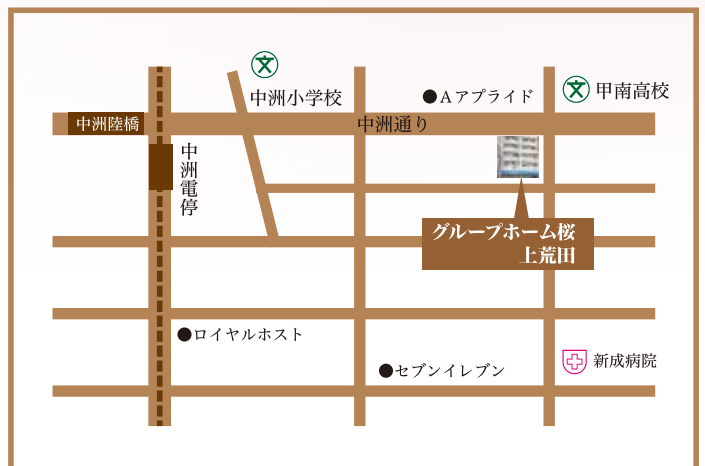 文
中洲小学校
●Aアプライド
文
甲南高校
中洲陸橋
中洲通り
中洲電停
グループホーム桜
上荒田
●ロイヤルホスト
●セブンイレブン
新成病院